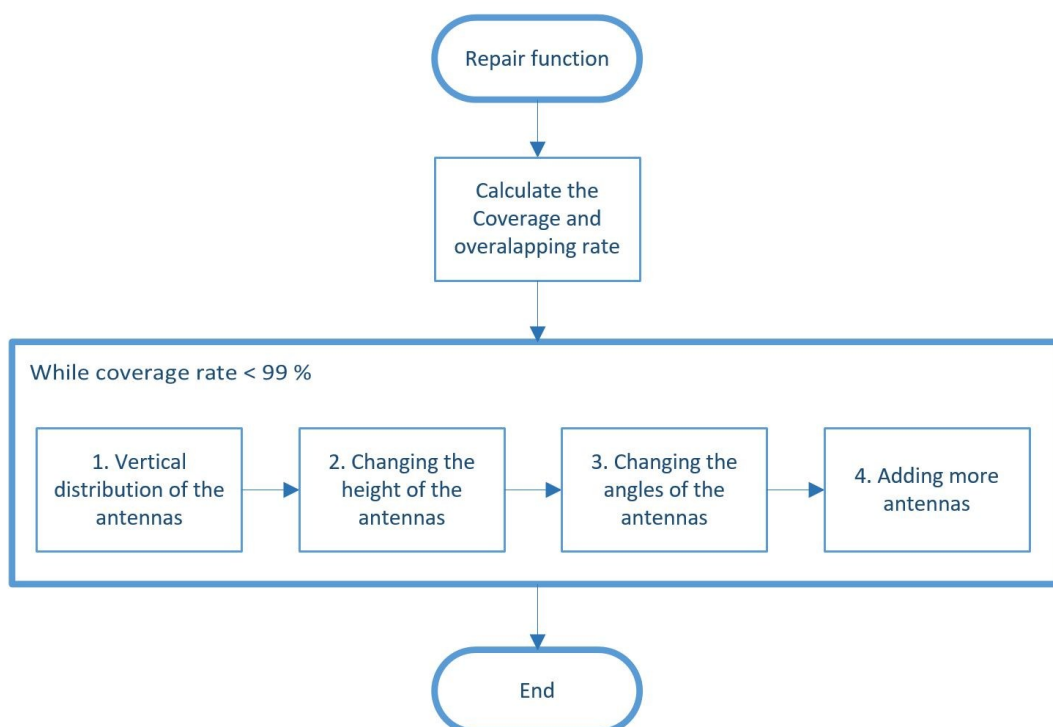 Repair function
Calculate the
Coverage and
overalapping rate
While coverage rate < 99 %
1. Vertical
distribution of the
antennas
2. Changing the
height of the
antennas
3. Changing the
angles of the
antennas
4. Adding more
antennas
End